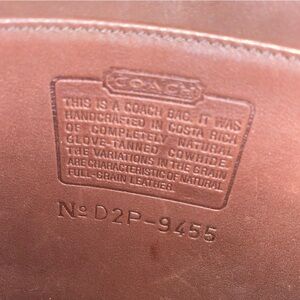 COACH
THIS IS A COACH BAG. IT WAS
HANDCRAFTED IN COSTA RICA
OF COMPLETELY NATURAL
GLOVE-TANNED COWHIDE
THE VARIATIONS IN THE GRAIN
ARE CHARACTERISTIC OF NATURAL
FULL-GRAIN LEATHER.
No D2P-9455